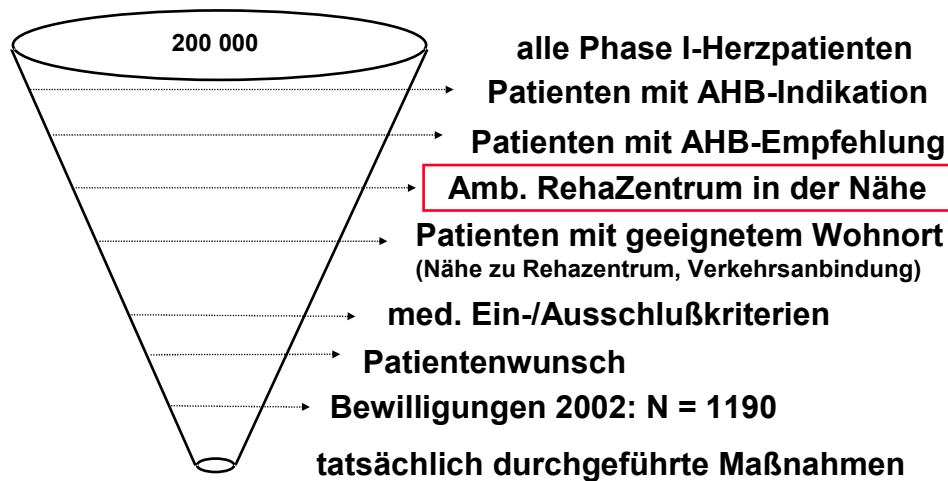 200 000
alle Phase I-Herzpatienten
Patienten mit AHB-Indikation
Patienten mit AHB-Empfehlung
Amb. RehaZentrum in der Nähe
Patienten mit geeignetem Wohnort
(Nähe zu Rehazentrum, Verkehrsanbindung)
med. Ein-/Ausschlußkriterien
Patientenwunsch
Bewilligungen 2002: N = 1190
tatsächlich durchgeführte Maßnahmen